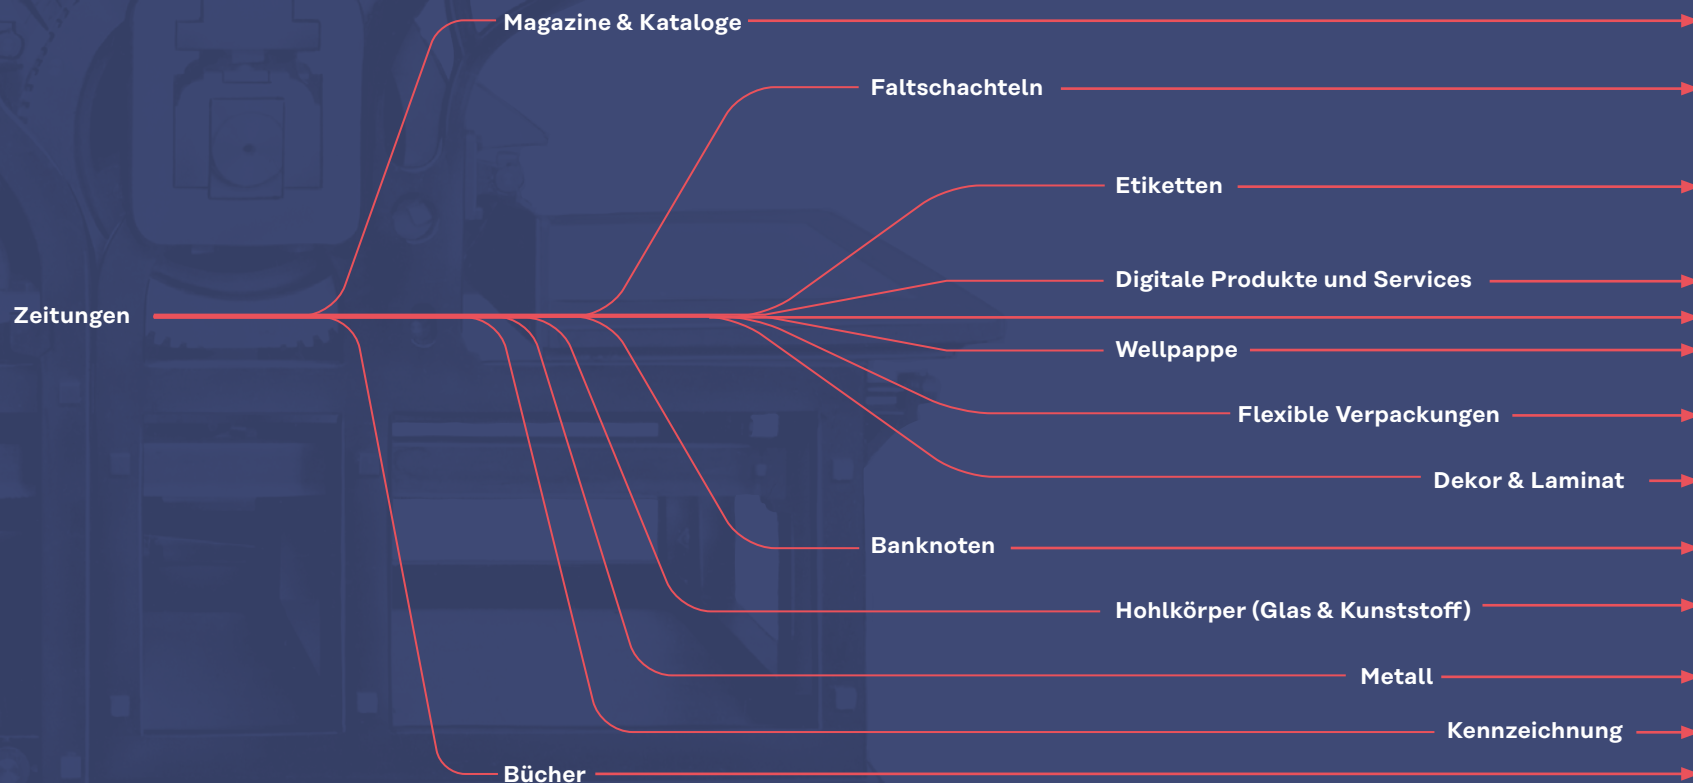 Magazine & Kataloge
Faltschachteln
Etiketten
Digitale Produkte und Services
Zeitungen
Wellpappe
Flexible Verpackungen
Dekor & Laminat
Banknoten
Hohlkörper (Glas & Kunststoff)
Metall
Kennzeichnung
Bücher